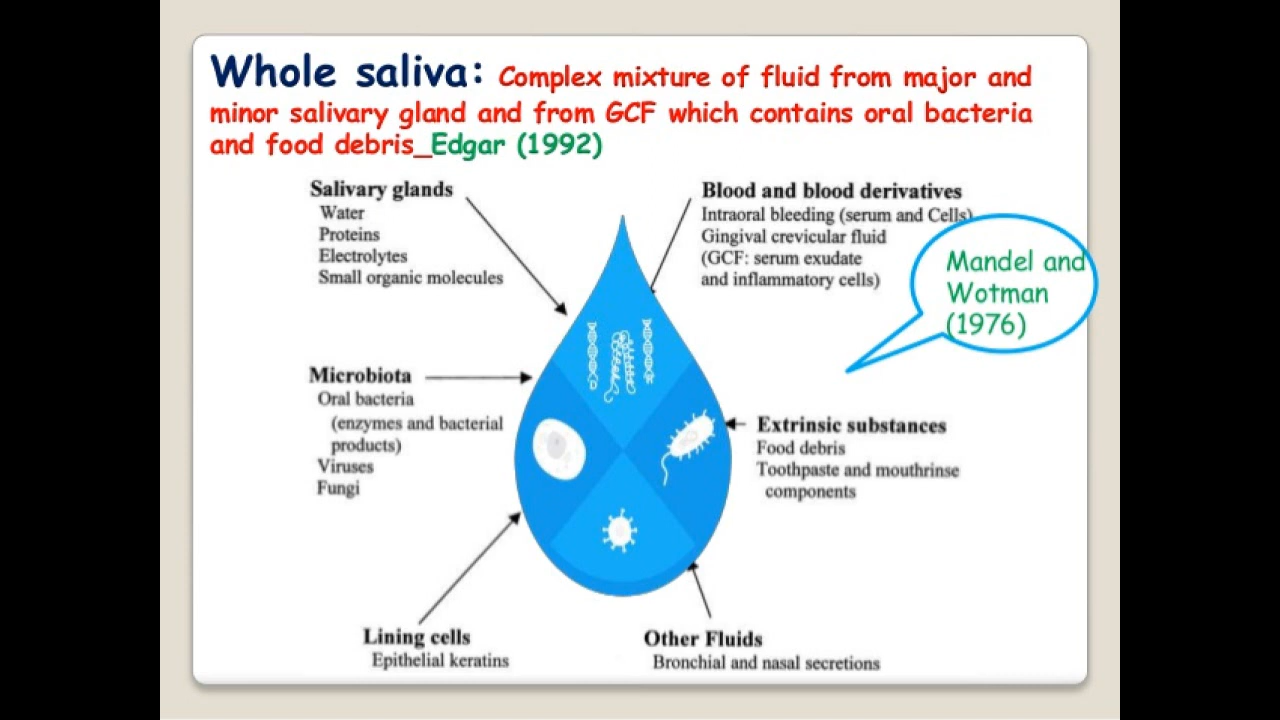 Whole saliva: Complex mixture of fluid from major and
minor salivary gland and from GCF which contains oral bacteria
and food debris_Edgar (1992)
Salivary glands
Water
Proteins
Electrolytes
Small organic molecules
Blood and blood derivatives
Intraoral bleeding (serum and Cells)
Gingival crevicular fluid
(GCF: serum exudate
and inflammatory cells)
Mandel and
Wotman
(1976)
Microbiota
Oral bacteria
(enzymes and bacterial
products)
Viruses
Fungi
Extrinsic substances
Food debris
Toothpaste and mouthrinse
components
Lining cells
Epithelial keratins
Other Fluids
Bronchial and nasal secretions